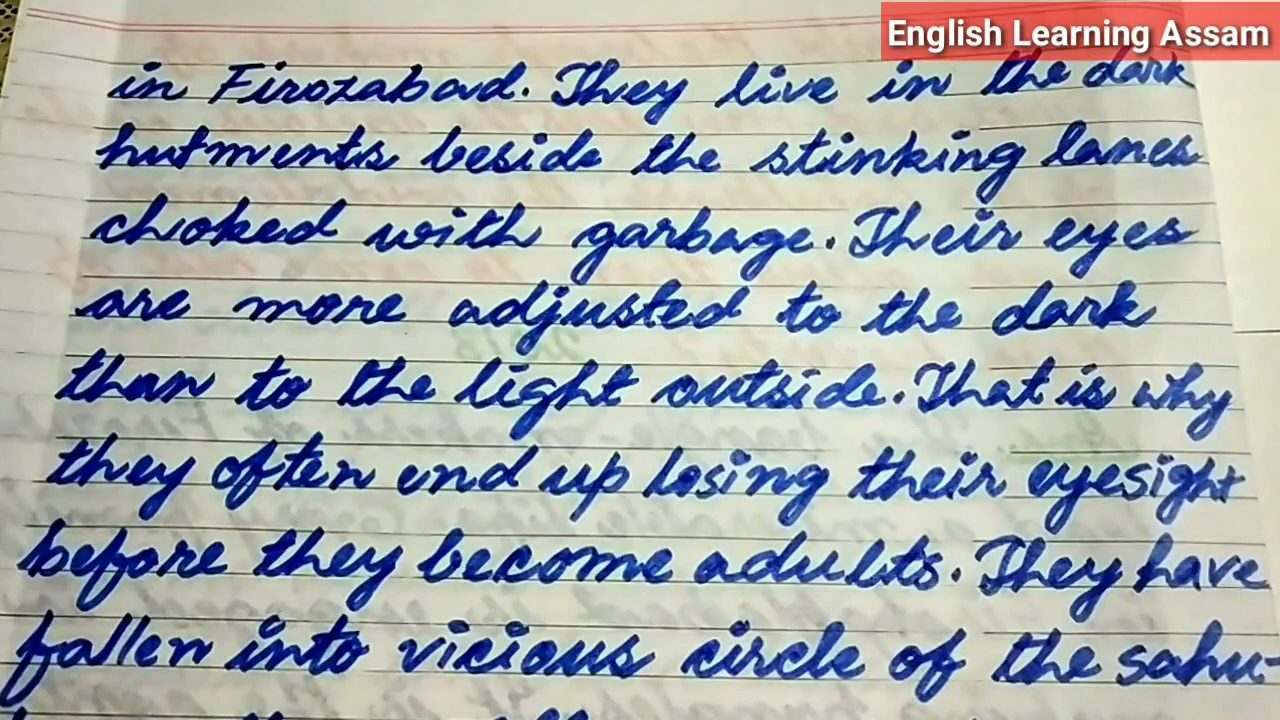 English Learning Assam
in Firozabad. They live in the dark
hutments beside the stinking lanes
choked with garbage. Their eyes
are more adjusted to the dark
than to the light outside. That is why
they often end up losing their eyesight
before they become adults. They have
fallen into vicious circle of the sahu-